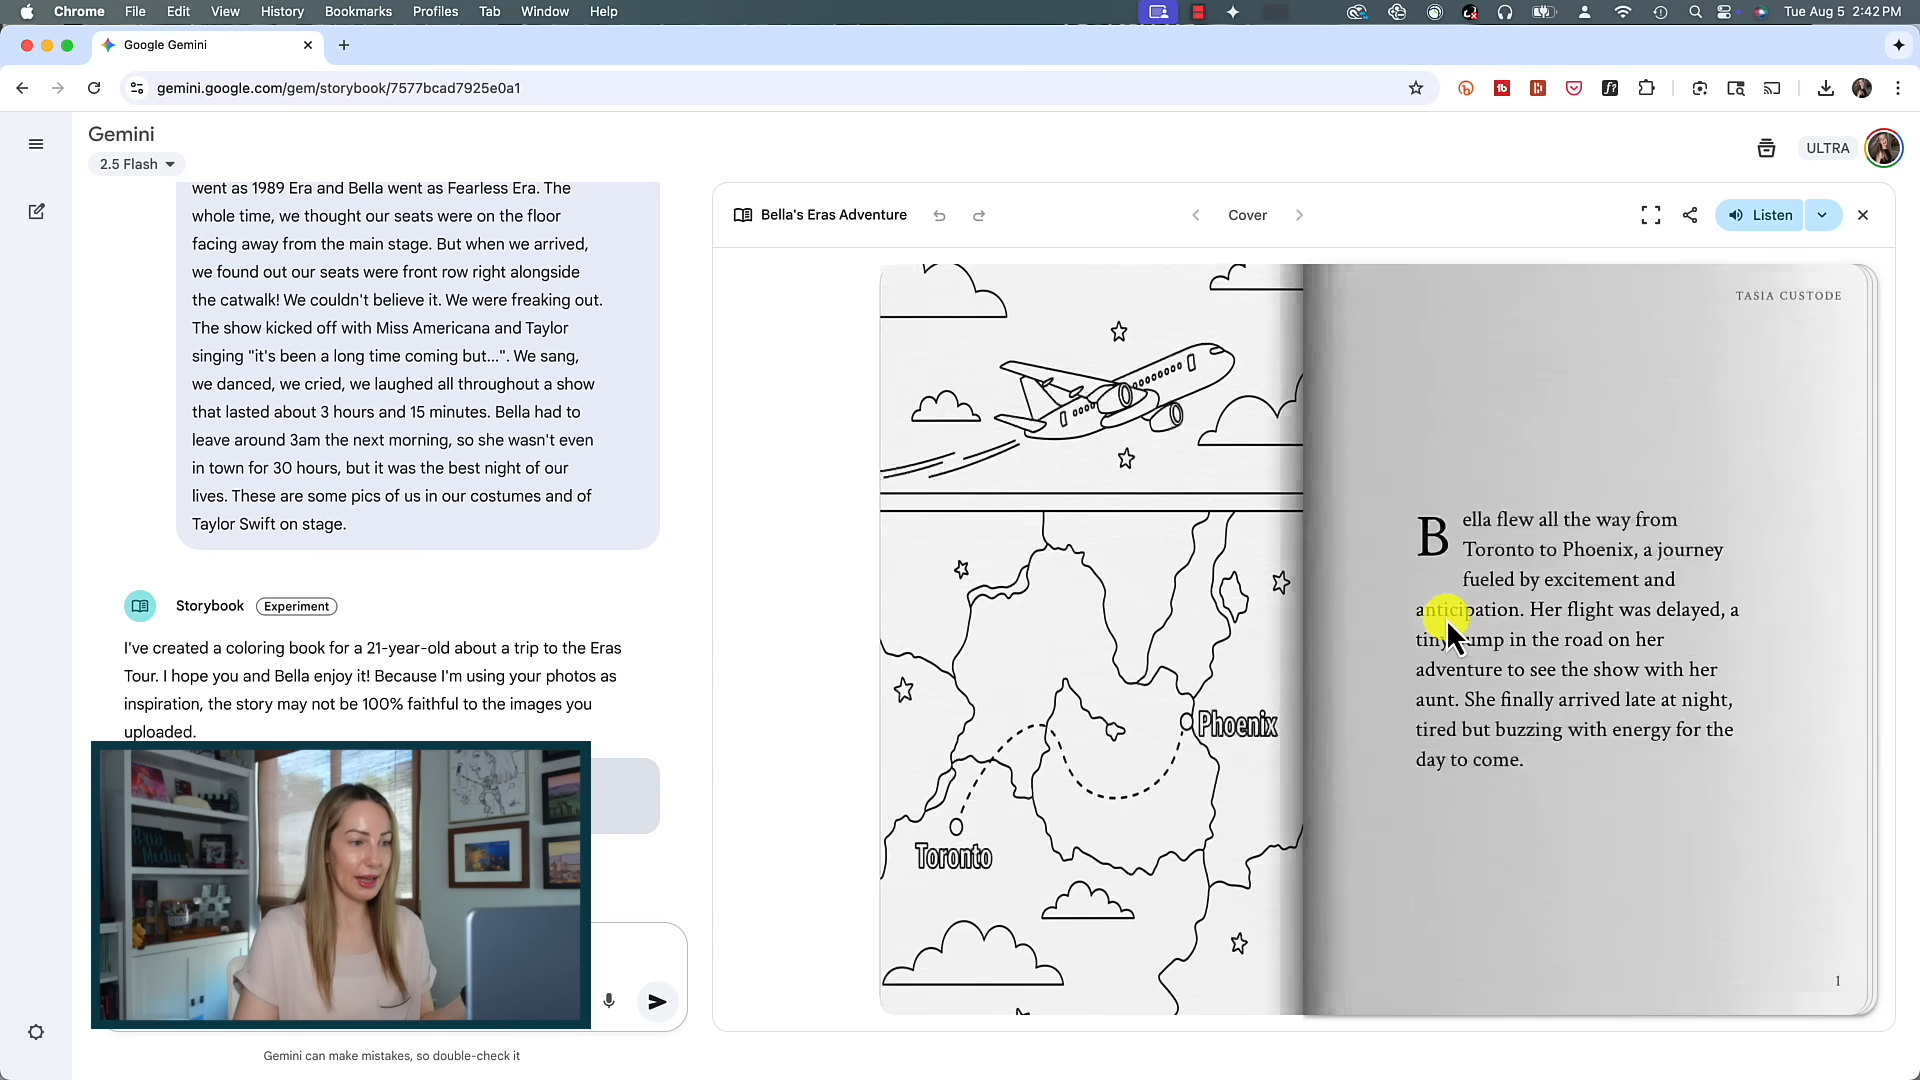 Chrome File Edit View History Bookmarks Profiles Tab Window Help
Tue Aug 5 2:42 PM
Google Gemini
gemini.google.com/gem/storybook/7577bcad7925e0a1
Gemini
2.5 Flash
ULTRA
went as 1989 Era and Bella went as Fearless Era. The
whole time, we thought our seats were on the floor
facing away from the main stage. But when we arrived,
we found out our seats were front row right alongside
the catwalk! We couldn't believe it. We were freaking out.
The show kicked off with Miss Americana and Taylor
singing "it's been a long time coming but...". We sang,
we danced, we cried, we laughed all throughout a show
that lasted about 3 hours and 15 minutes. Bella had to
leave around 3am the next morning, so she wasn't even
in town for 30 hours, but it was the best night of our
lives. These are some pics of us in our costumes and of
Taylor Swift on stage.
Storybook Experiment
I've created a coloring book for a 21-year-old about a trip to the Eras
Tour. I hope you and Bella enjoy it! Because I'm using your photos as
inspiration, the story may not be 100% faithful to the images you
uploaded.
Gemini can make mistakes, so double-check it
Bella's Eras Adventure
Cover
Listen
Phoenix
Toronto
TASIA CUSTODE
Bella flew all the way from
Toronto to Phoenix, a journey
fueled by excitement and
anticipation. Her flight was delayed, a
tiny bump in the road on her
adventure to see the show with her
aunt. She finally arrived late at night,
tired but buzzing with energy for the
day to come.
1